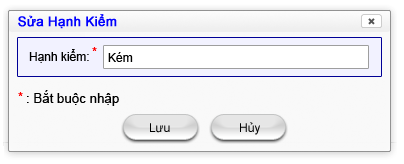 Sửa Hạnh Kiểm
Hạnh kiểm: * Kém
* : Bắt buộc nhập
Lưu Hủy